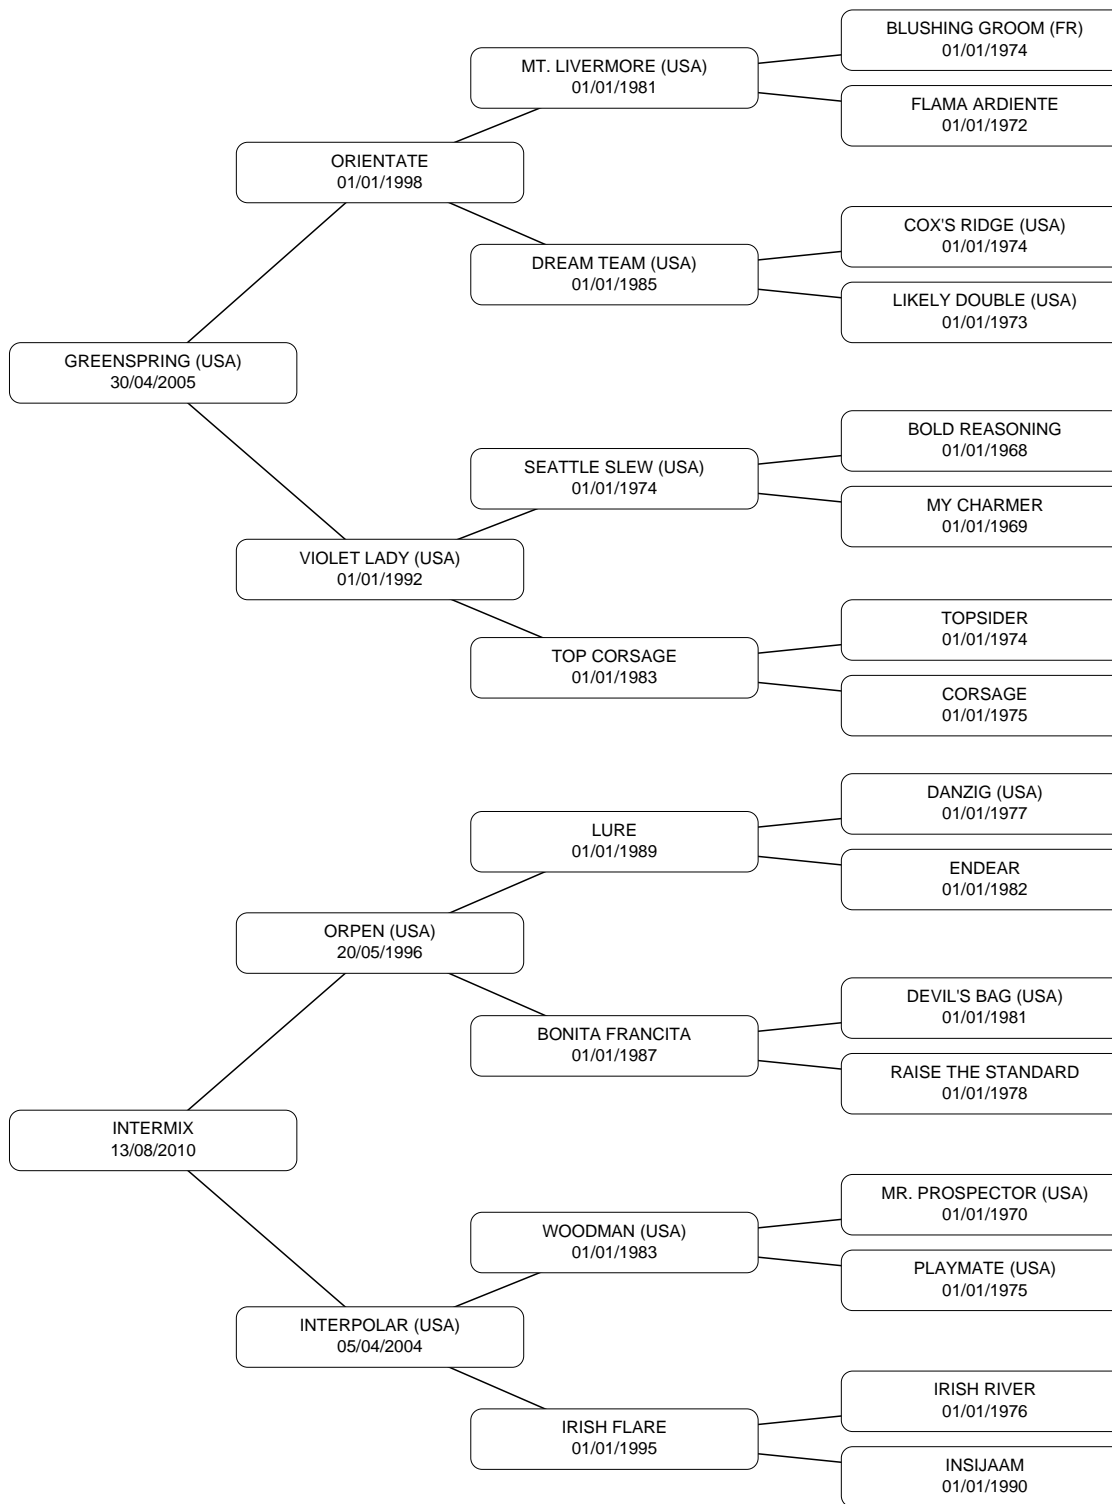 BLUSHING GROOM (FR)
01/01/1974
MT. LIVERMORE (USA)
01/01/1981
FLAMA ARDIENTE
01/01/1972
ORIENTATE
01/01/1998
COX'S RIDGE (USA)
01/01/1974
DREAM TEAM (USA)
01/01/1985
LIKELY DOUBLE (USA)
01/01/1973
GREENSPRING (USA)
30/04/2005
BOLD REASONING
01/01/1968
SEATTLE SLEW (USA)
01/01/1974
MY CHARMER
01/01/1969
VIOLET LADY (USA)
01/01/1992
TOPSIDER
01/01/1974
TOP CORSAGE
01/01/1983
CORSAGE
01/01/1975
DANZIG (USA)
01/01/1977
LURE
01/01/1989
ENDEAR
01/01/1982
ORPEN (USA)
20/05/1996
DEVIL'S BAG (USA)
01/01/1981
BONITA FRANCITA
01/01/1987
RAISE THE STANDARD
01/01/1978
INTERMIX
13/08/2010
MR. PROSPECTOR (USA)
01/01/1970
WOODMAN (USA)
01/01/1983
PLAYMATE (USA)
01/01/1975
INTERPOLAR (USA)
05/04/2004
IRISH RIVER
01/01/1976
IRISH FLARE
01/01/1995
INSIJAAM
01/01/1990